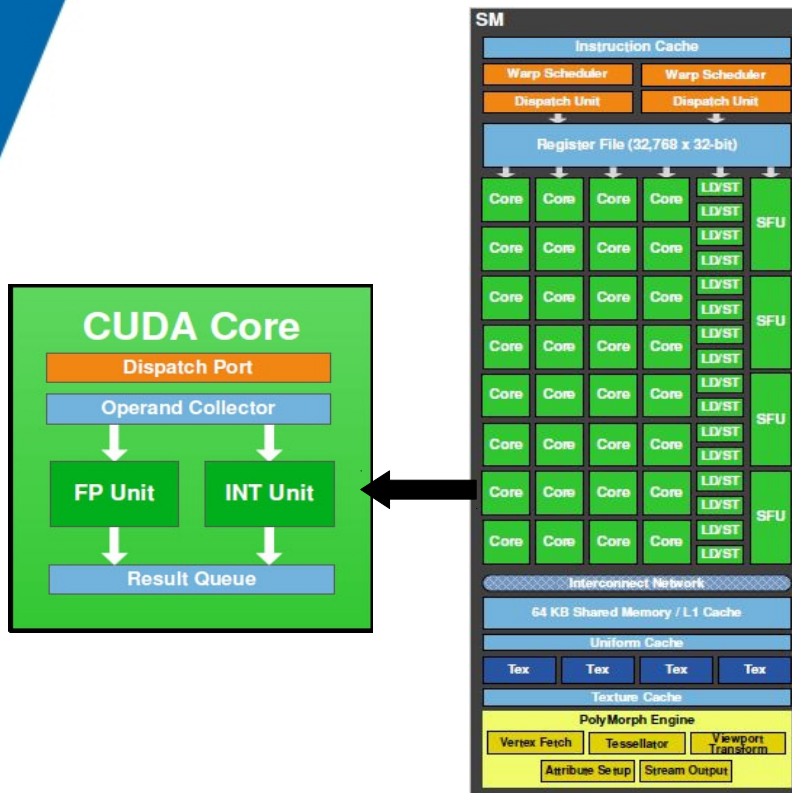 SM
Instruction Cache
Warp Scheduler Warp Scheduler
Dispatch Unit Dispatch Unit
Register File (32,768 x 32-bit)
Core Core Core Core LD/ST SFU
LD/ST
Core Core Core Core LD/ST
LD/ST
Core Core Core Core LD/ST SFU
LD/ST
Core Core Core Core LD/ST
LD/ST
Core Core Core Core LD/ST SFU
LD/ST
Core Core Core Core LD/ST
LD/ST
Core Core Core Core LD/ST SFU
LD/ST
Core Core Core Core LD/ST
LD/ST
Interconnect Network
64 KB Shared Memory / L1 Cache
Uniform Cache
Tex Tex Tex Tex
Texture Cache
PolyMorph Engine
Vertex Fetch Tessellator Viewport
Transform
Attribute Setup Stream Output
CUDA Core
Dispatch Port
Operand Collector
FP Unit INT Unit
Result Queue